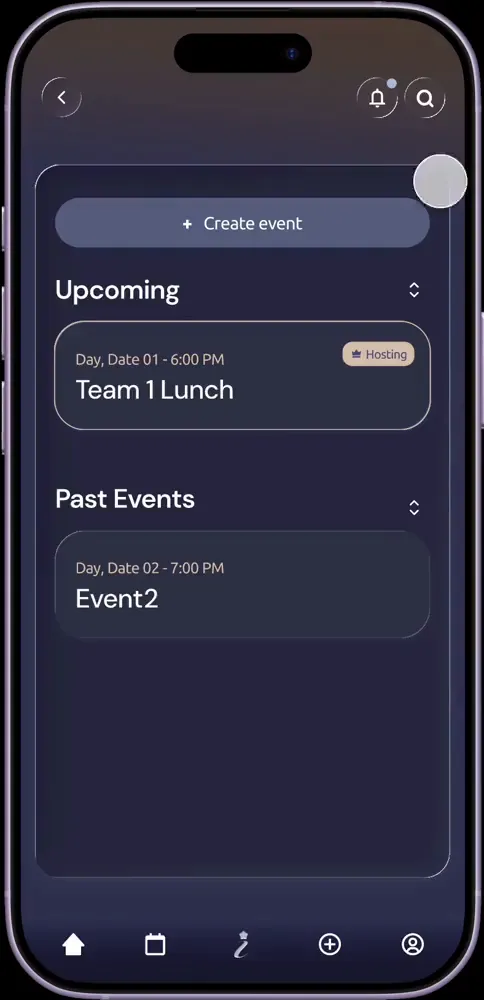 + Create event
Upcoming
Day, Date 01 - 6:00 PM
Hosting
Team 1 Lunch
Past Events
Day, Date 02 - 7:00 PM
Event2